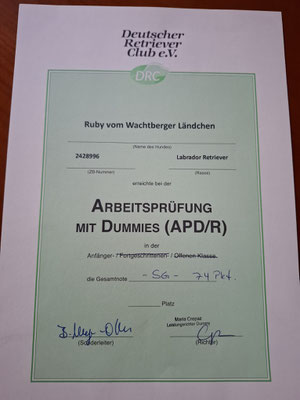 Deutscher
Retriever
Club e.V.
DRC
Ruby vom Wachtberger Ländchen
(Name des Hundes)
2428996 Labrador Retriever
(ZB-Nummer) (Rasse)
erreichte bei der
ARBEITSPRÜFUNG
MIT DUMMIES (APD/R)
in der
Anfänger- / Fortgeschrittenen- / Offenen Klasse
die Gesamtnote - SG - 74 Pkt.
Platz
(Sonderleiter) (Richter)